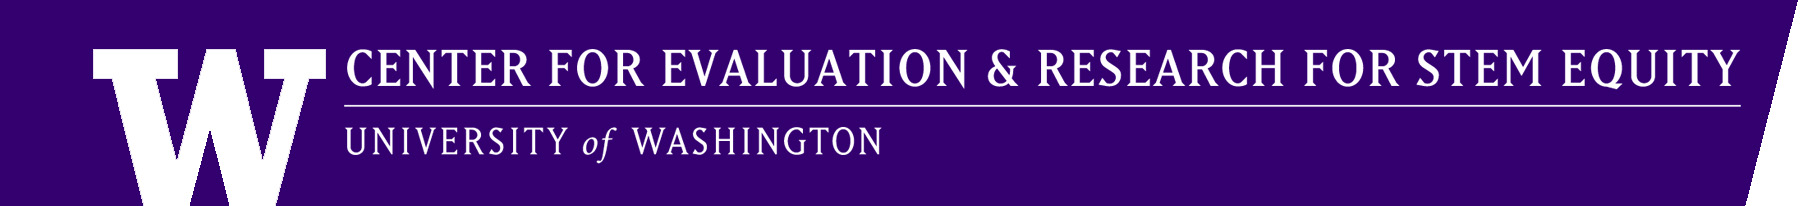 W
CENTER FOR EVALUATION & RESEARCH FOR STEM EQUITY
UNIVERSITY of WASHINGTON